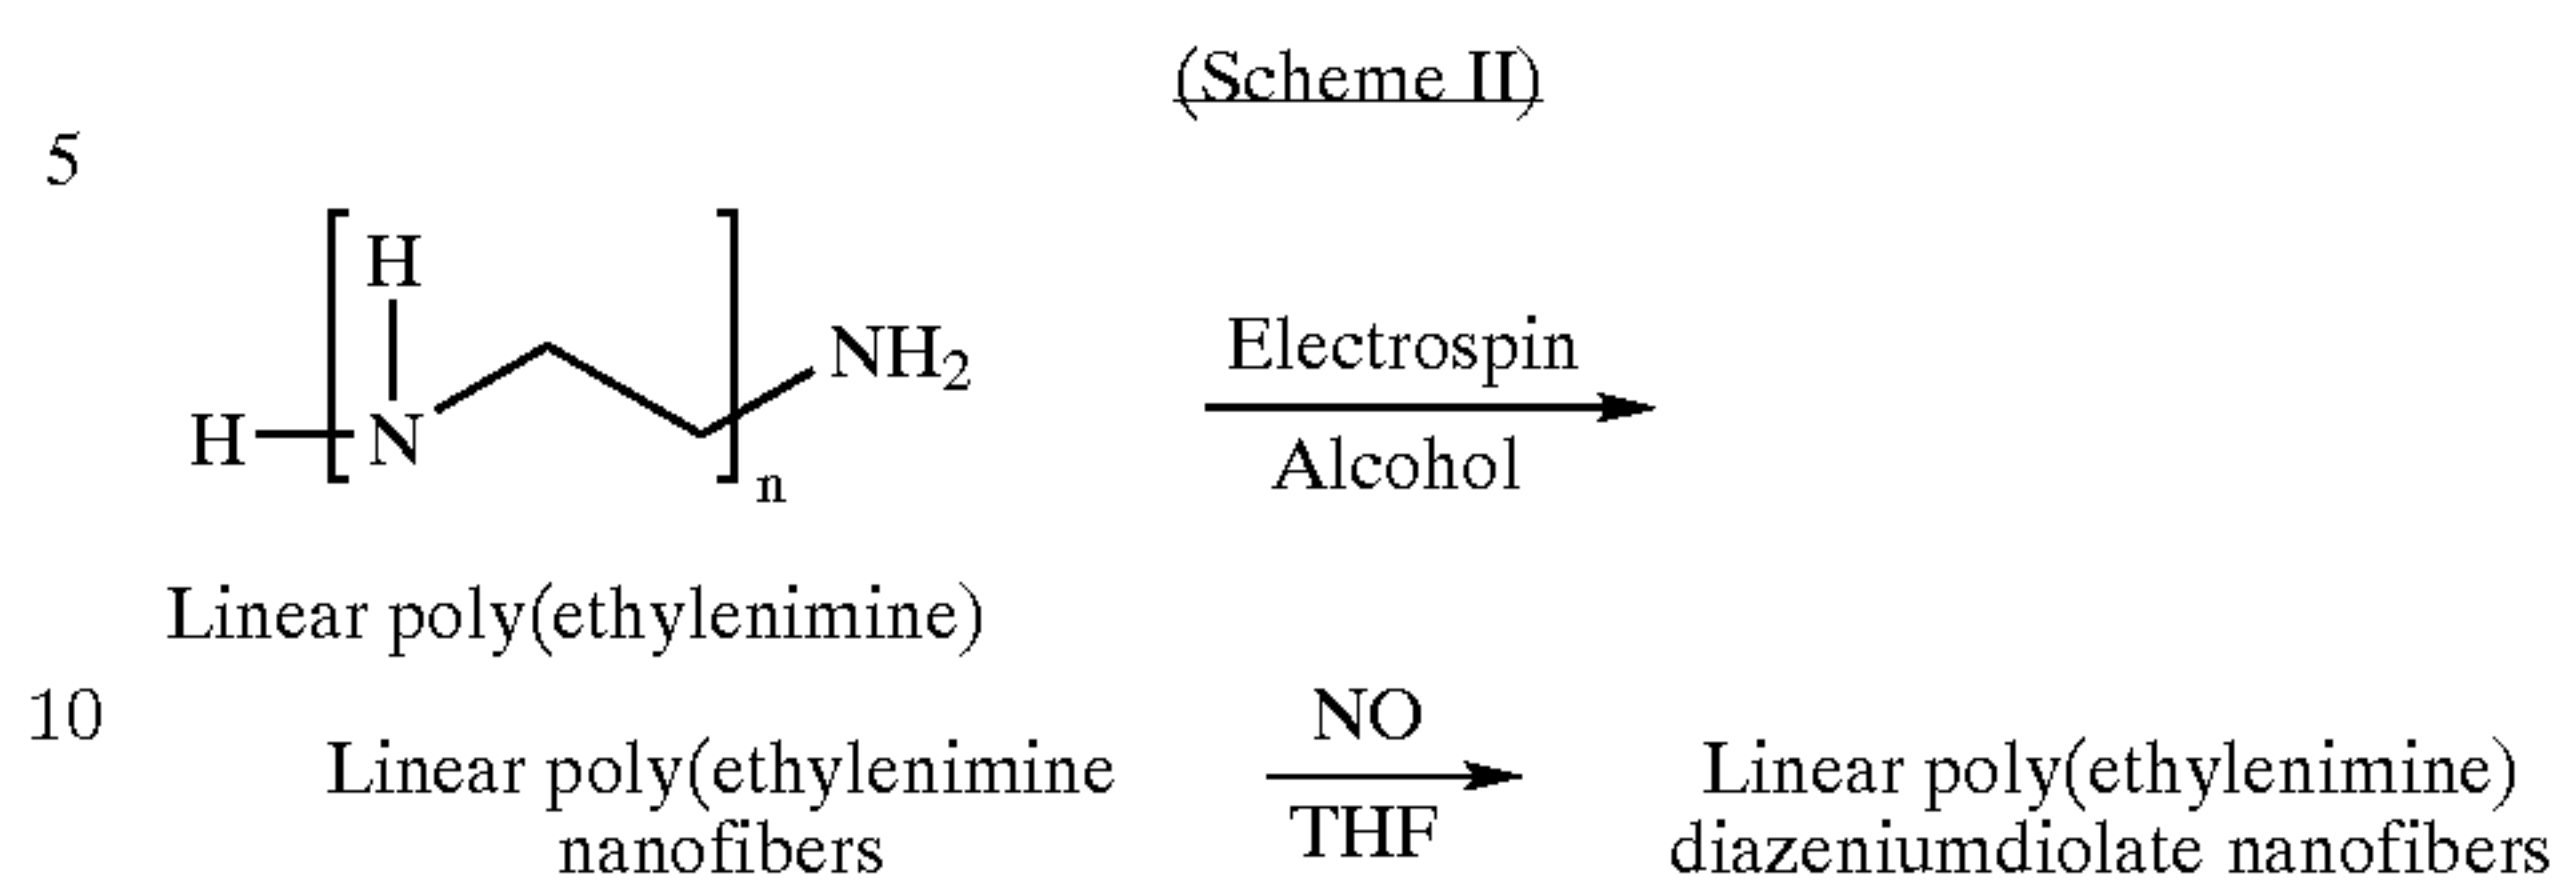 (Scheme II)
5
H
NH2
Electrospin
H
N
n
Alcohol
Linear poly(ethylenimine)
10
NO
Linear poly(ethylenimine
nanofibers
THF
Linear poly(ethylenimine)
diazeniumdiolate nanofibers